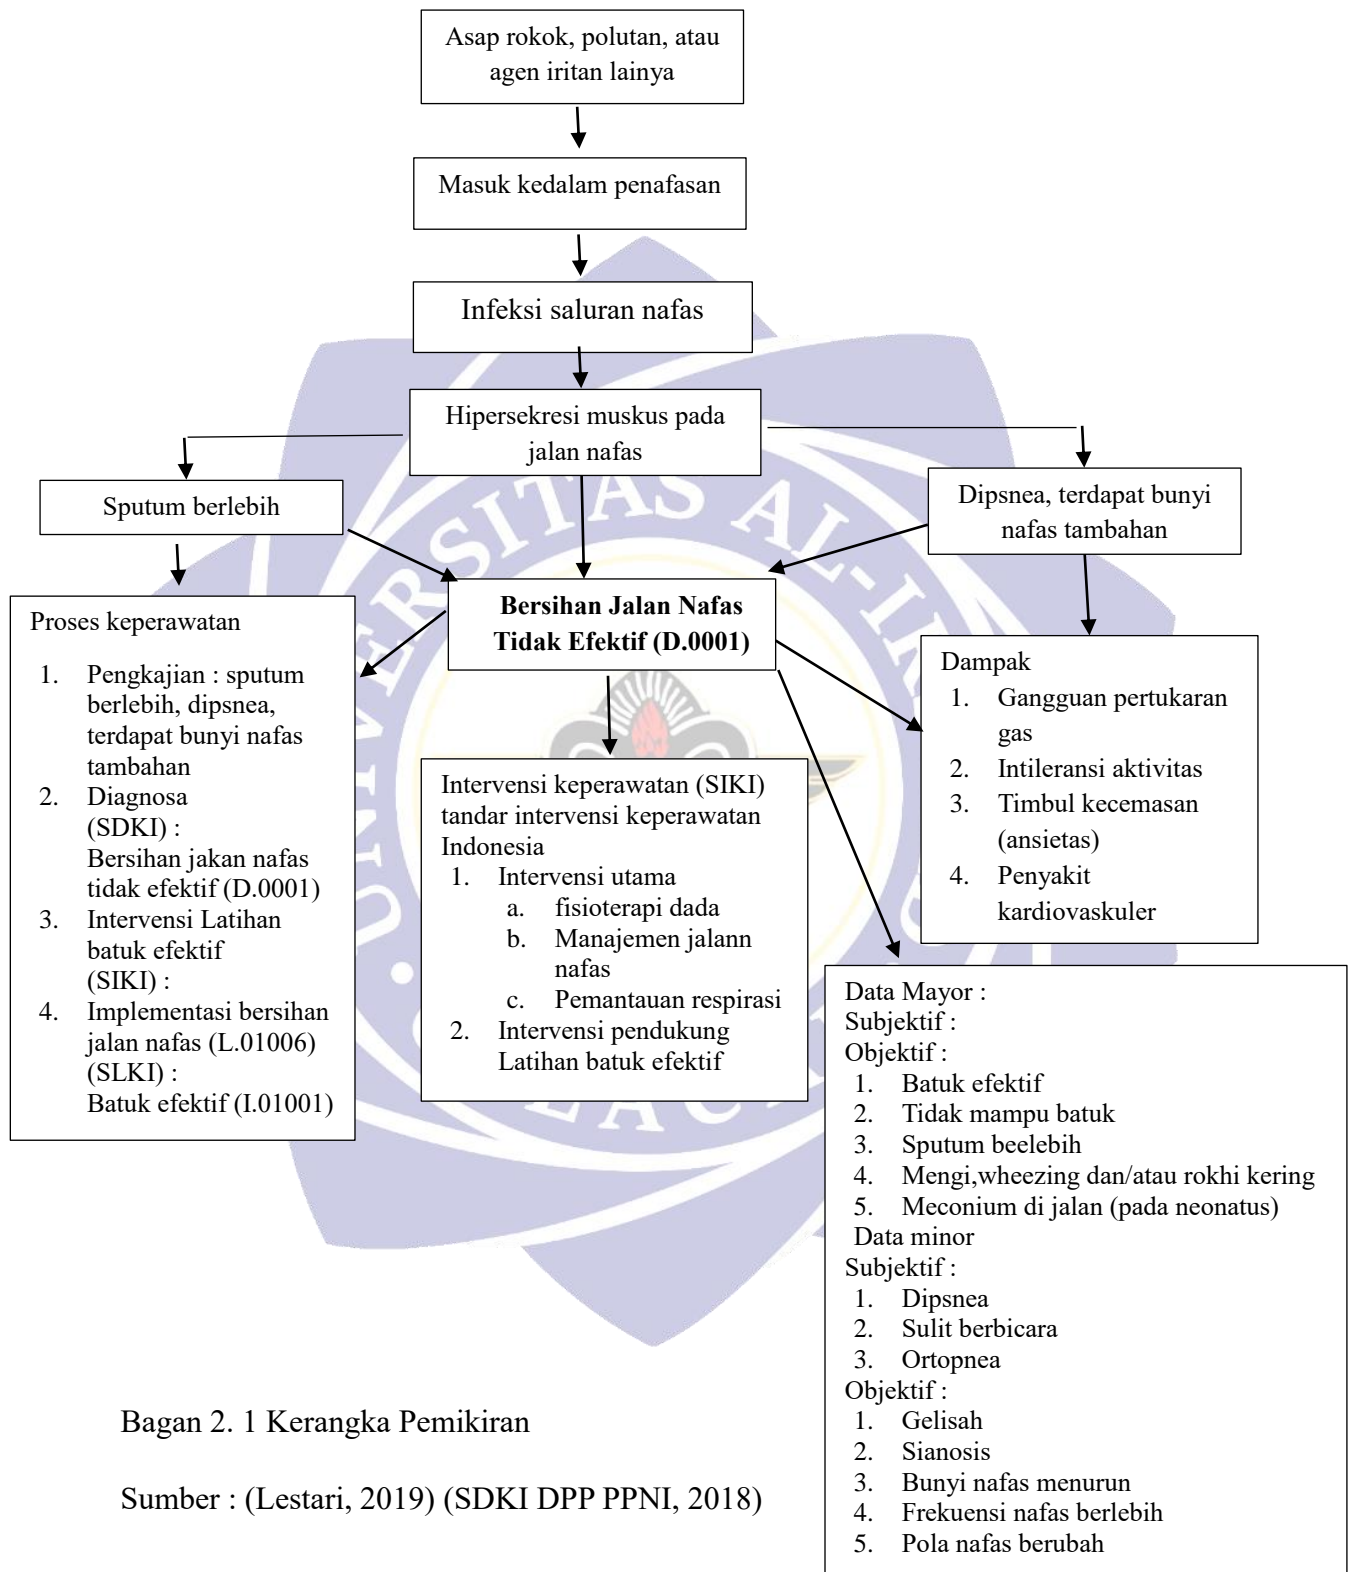 Asap rokok, polutan, atau
agen iritan lainya
Masuk kedalam penafasan
Infeksi saluran nafas
Hipersekresi muskus pada
jalan nafas
Sputum berlebih
Dipsnea, terdapat bunyi
nafas tambahan
Bersihan Jalan Nafas
Tidak Efektif (D.0001)
Proses keperawatan
1. Pengkajian : sputum
berlebih, dipsnea,
terdapat bunyi nafas
tambahan
2. Diagnosa
(SDKI) :
Bersihan jakan nafas
tidak efektif (D.0001)
3. Intervensi Latihan
batuk efektif
(SIKI) :
4. Implementasi bersihan
jalan nafas (L.01006)
(SLKI) :
Batuk efektif (I.01001)
Intervensi keperawatan (SIKI)
tandar intervensi keperawatan
Indonesia
1. Intervensi utama
a. fisioterapi dada
b. Manajemen jalann
nafas
c. Pemantauan respirasi
2. Intervensi pendukung
Latihan batuk efektif
Dampak
1. Gangguan pertukaran
gas
2. Intileransi aktivitas
3. Timbul kecemasan
(ansietas)
4. Penyakit
kardiovaskuler
Data Mayor :
Subjektif :
Objektif :
1. Batuk efektif
2. Tidak mampu batuk
3. Sputum beelebih
4. Mengi,wheezing dan/atau rokhi kering
5. Meconium di jalan (pada neonatus)
Data minor
Subjektif :
1. Dipsnea
2. Sulit berbicara
3. Ortopnea
Objektif :
1. Gelisah
2. Sianosis
3. Bunyi nafas menurun
4. Frekuensi nafas berlebih
5. Pola nafas berubah
Bagan 2. 1 Kerangka Pemikiran
Sumber : (Lestari, 2019) (SDKI DPP PPNI, 2018)